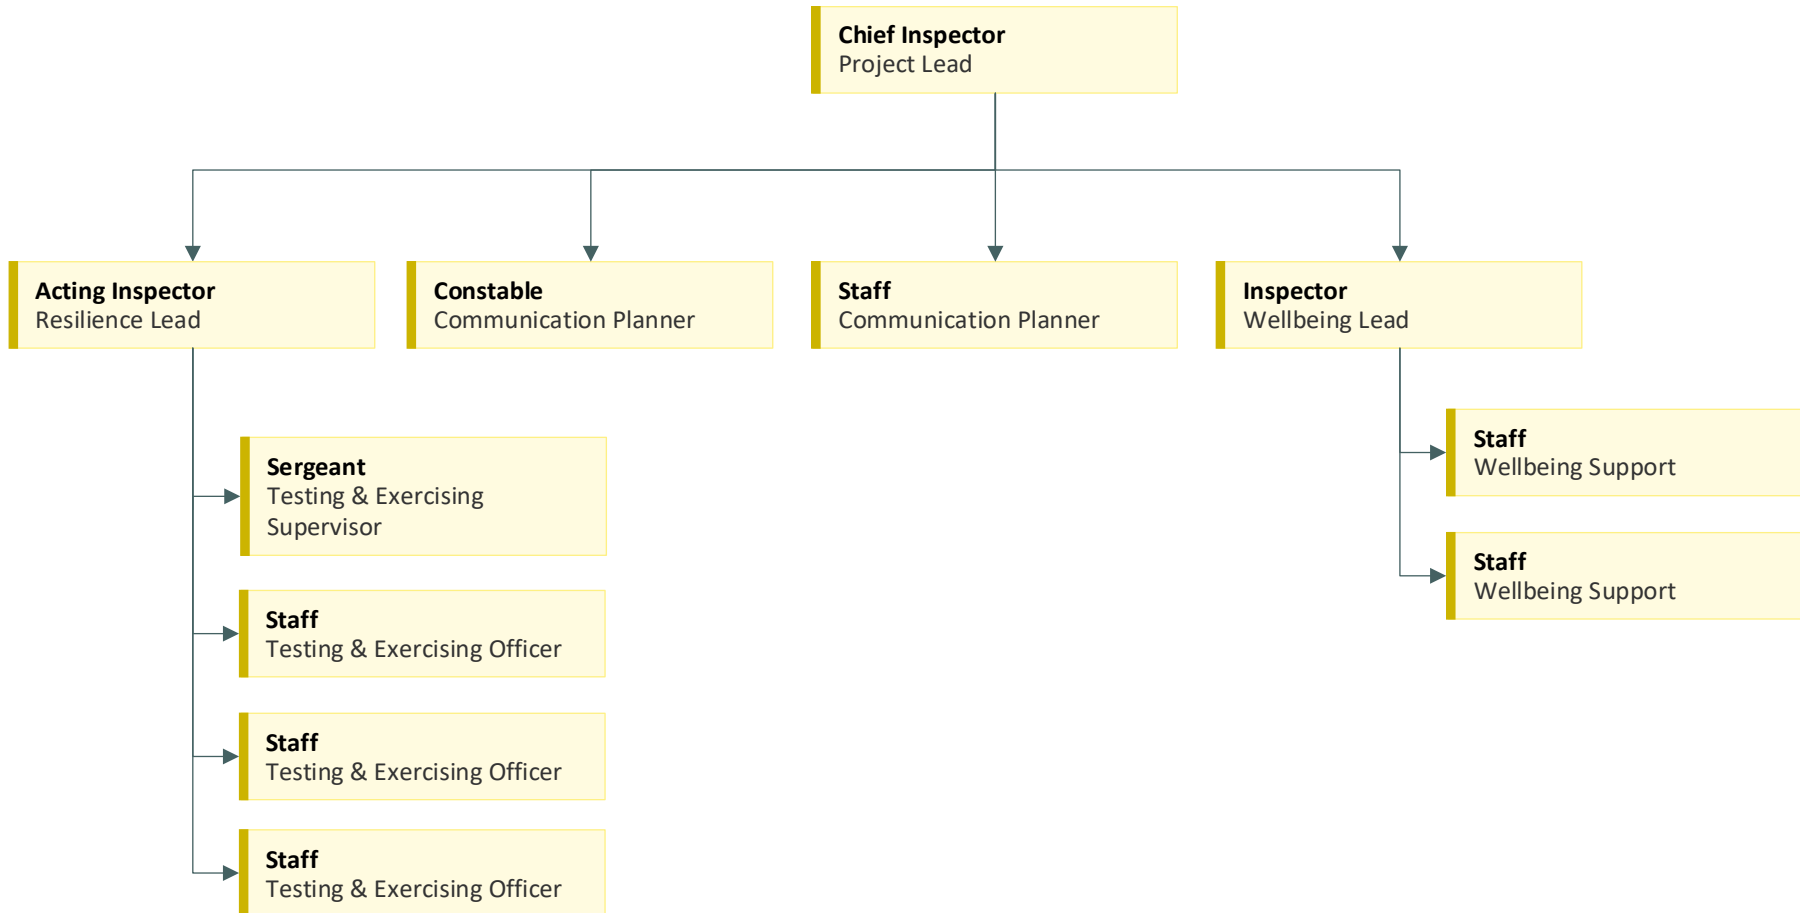 Chief Inspector
Project Lead
Acting Inspector
Resilience Lead
Constable
Communication Planner
Staff
Communication Planner
Inspector
Wellbeing Lead
Sergeant
Testing & Exercising
Supervisor
Staff
Testing & Exercising Officer
Staff
Testing & Exercising Officer
Staff
Testing & Exercising Officer
Staff
Wellbeing Support
Staff
Wellbeing Support